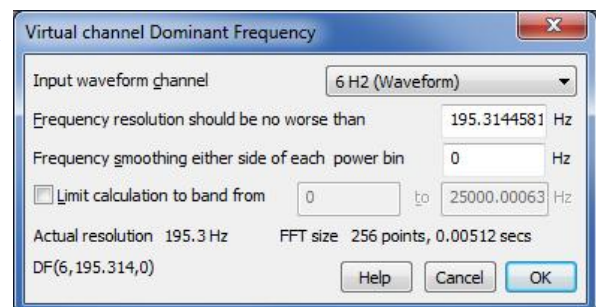 Virtual channel Dominant Frequency
Input waveform channel 6 H2 (Waveform)
Frequency resolution should be no worse than 195.3144581 Hz
Frequency smoothing either side of each power bin 0 Hz
Limit calculation to band from 0 to 25000.00063 Hz
Actual resolution 195.3 Hz FFT size 256 points, 0.00512 secs
DF(6,195.314,0) Help Cancel OK